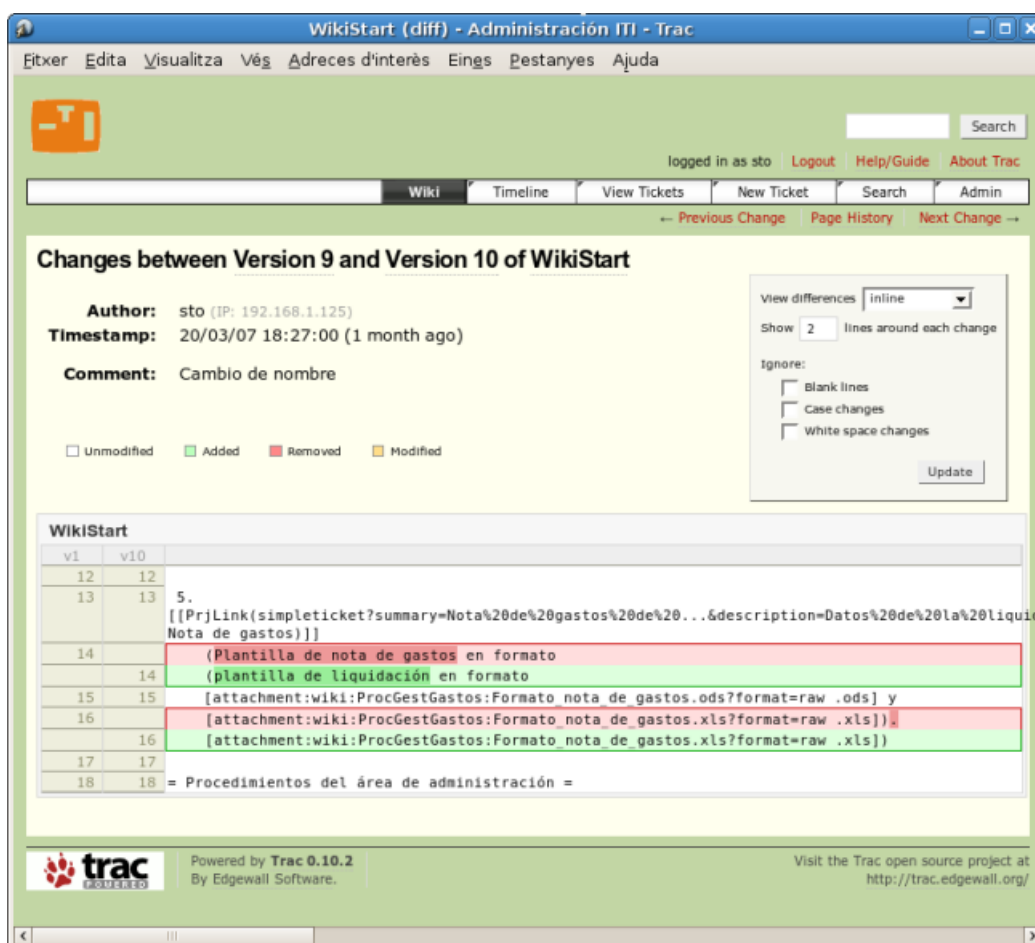 WikiStart (diff) - Administración ITI - Trac
Fitxer Edita Visualitza Vés Adreces d'interès Eines Pestanyes Ajuda
Search
logged in as sto Logout Help/Guide About Trac
Wiki Timeline View Tickets New Ticket Search Admin
← Previous Change Page History Next Change →
Changes between Version 9 and Version 10 of WikiStart
Author: sto (IP: 192.168.1.125)
Timestamp: 20/03/07 18:27:00 (1 month ago)
Comment: Cambio de nombre
View differences inline
Show 2 lines around each change
Ignore:
Blank lines
Case changes
White space changes
Update
Unmodified Added Removed Modified
WikiStart
v1 v10
12 12
13 13 5.
[[PrjLink(simpleticket?summary=Nota%20de%20gastos%20de%20...&description=Datos%20de%20la%20liqui
Nota de gastos)]]
14 (Plantilla de nota de gastos en formato
14 (plantilla de liquidación en formato
15 15 [attachment:wiki:ProcGestGastos:Formato_nota_de_gastos.ods?format=raw .ods] y
16 [attachment:wiki:ProcGestGastos:Formato_nota_de_gastos.xls?format=raw .xls]).
16 [attachment:wiki:ProcGestGastos:Formato_nota_de_gastos.xls?format=raw .xls])
17 17
18 18 = Procedimientos del área de administración =
trac
POWERED
Powered by Trac 0.10.2
By Edgewall Software.
Visit the Trac open source project at
http://trac.edgewall.org/